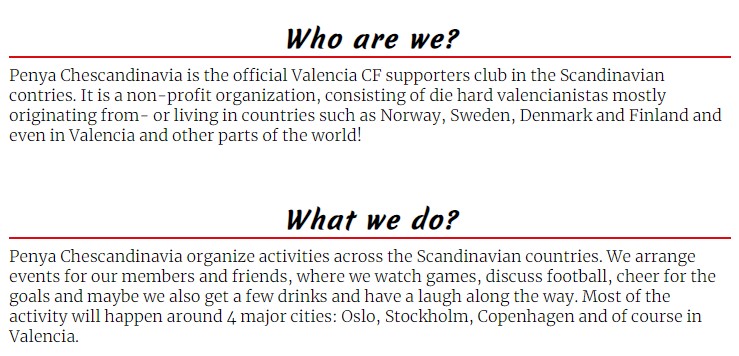 Who are we?
Penya Chescandinavia is the official Valencia CF supporters club in the Scandinavian
contries. It is a non-profit organization, consisting of die hard valencianistas mostly
originating from- or living in countries such as Norway, Sweden, Denmark and Finland and
even in Valencia and other parts of the world!
What we do?
Penya Chescandinavia organize activities across the Scandinavian countries. We arrange
events for our members and friends, where we watch games, discuss football, cheer for the
goals and maybe we also get a few drinks and have a laugh along the way. Most of the
activity will happen around 4 major cities: Oslo, Stockholm, Copenhagen and of course in
Valencia.